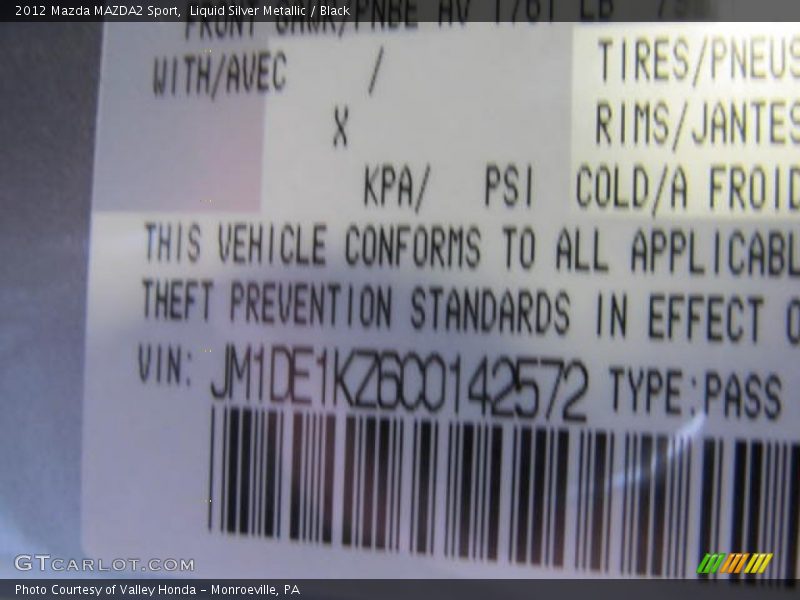 2012 Mazda MAZDA2 Sport, Liquid Silver Metallic / Black
WITH/AVEC / TIRES/PNEUS
X RIMS/JANTES
KPA/ PSI COLD/A FROID
THIS VEHICLE CONFORMS TO ALL APPLICABL
THEFT PREVENTION STANDARDS IN EFFECT O
VIN: JM1DE1KZ6C0142572 TYPE:PASS
GTCARLOT.COM
Photo Courtesy of Valley Honda - Monroeville, PA